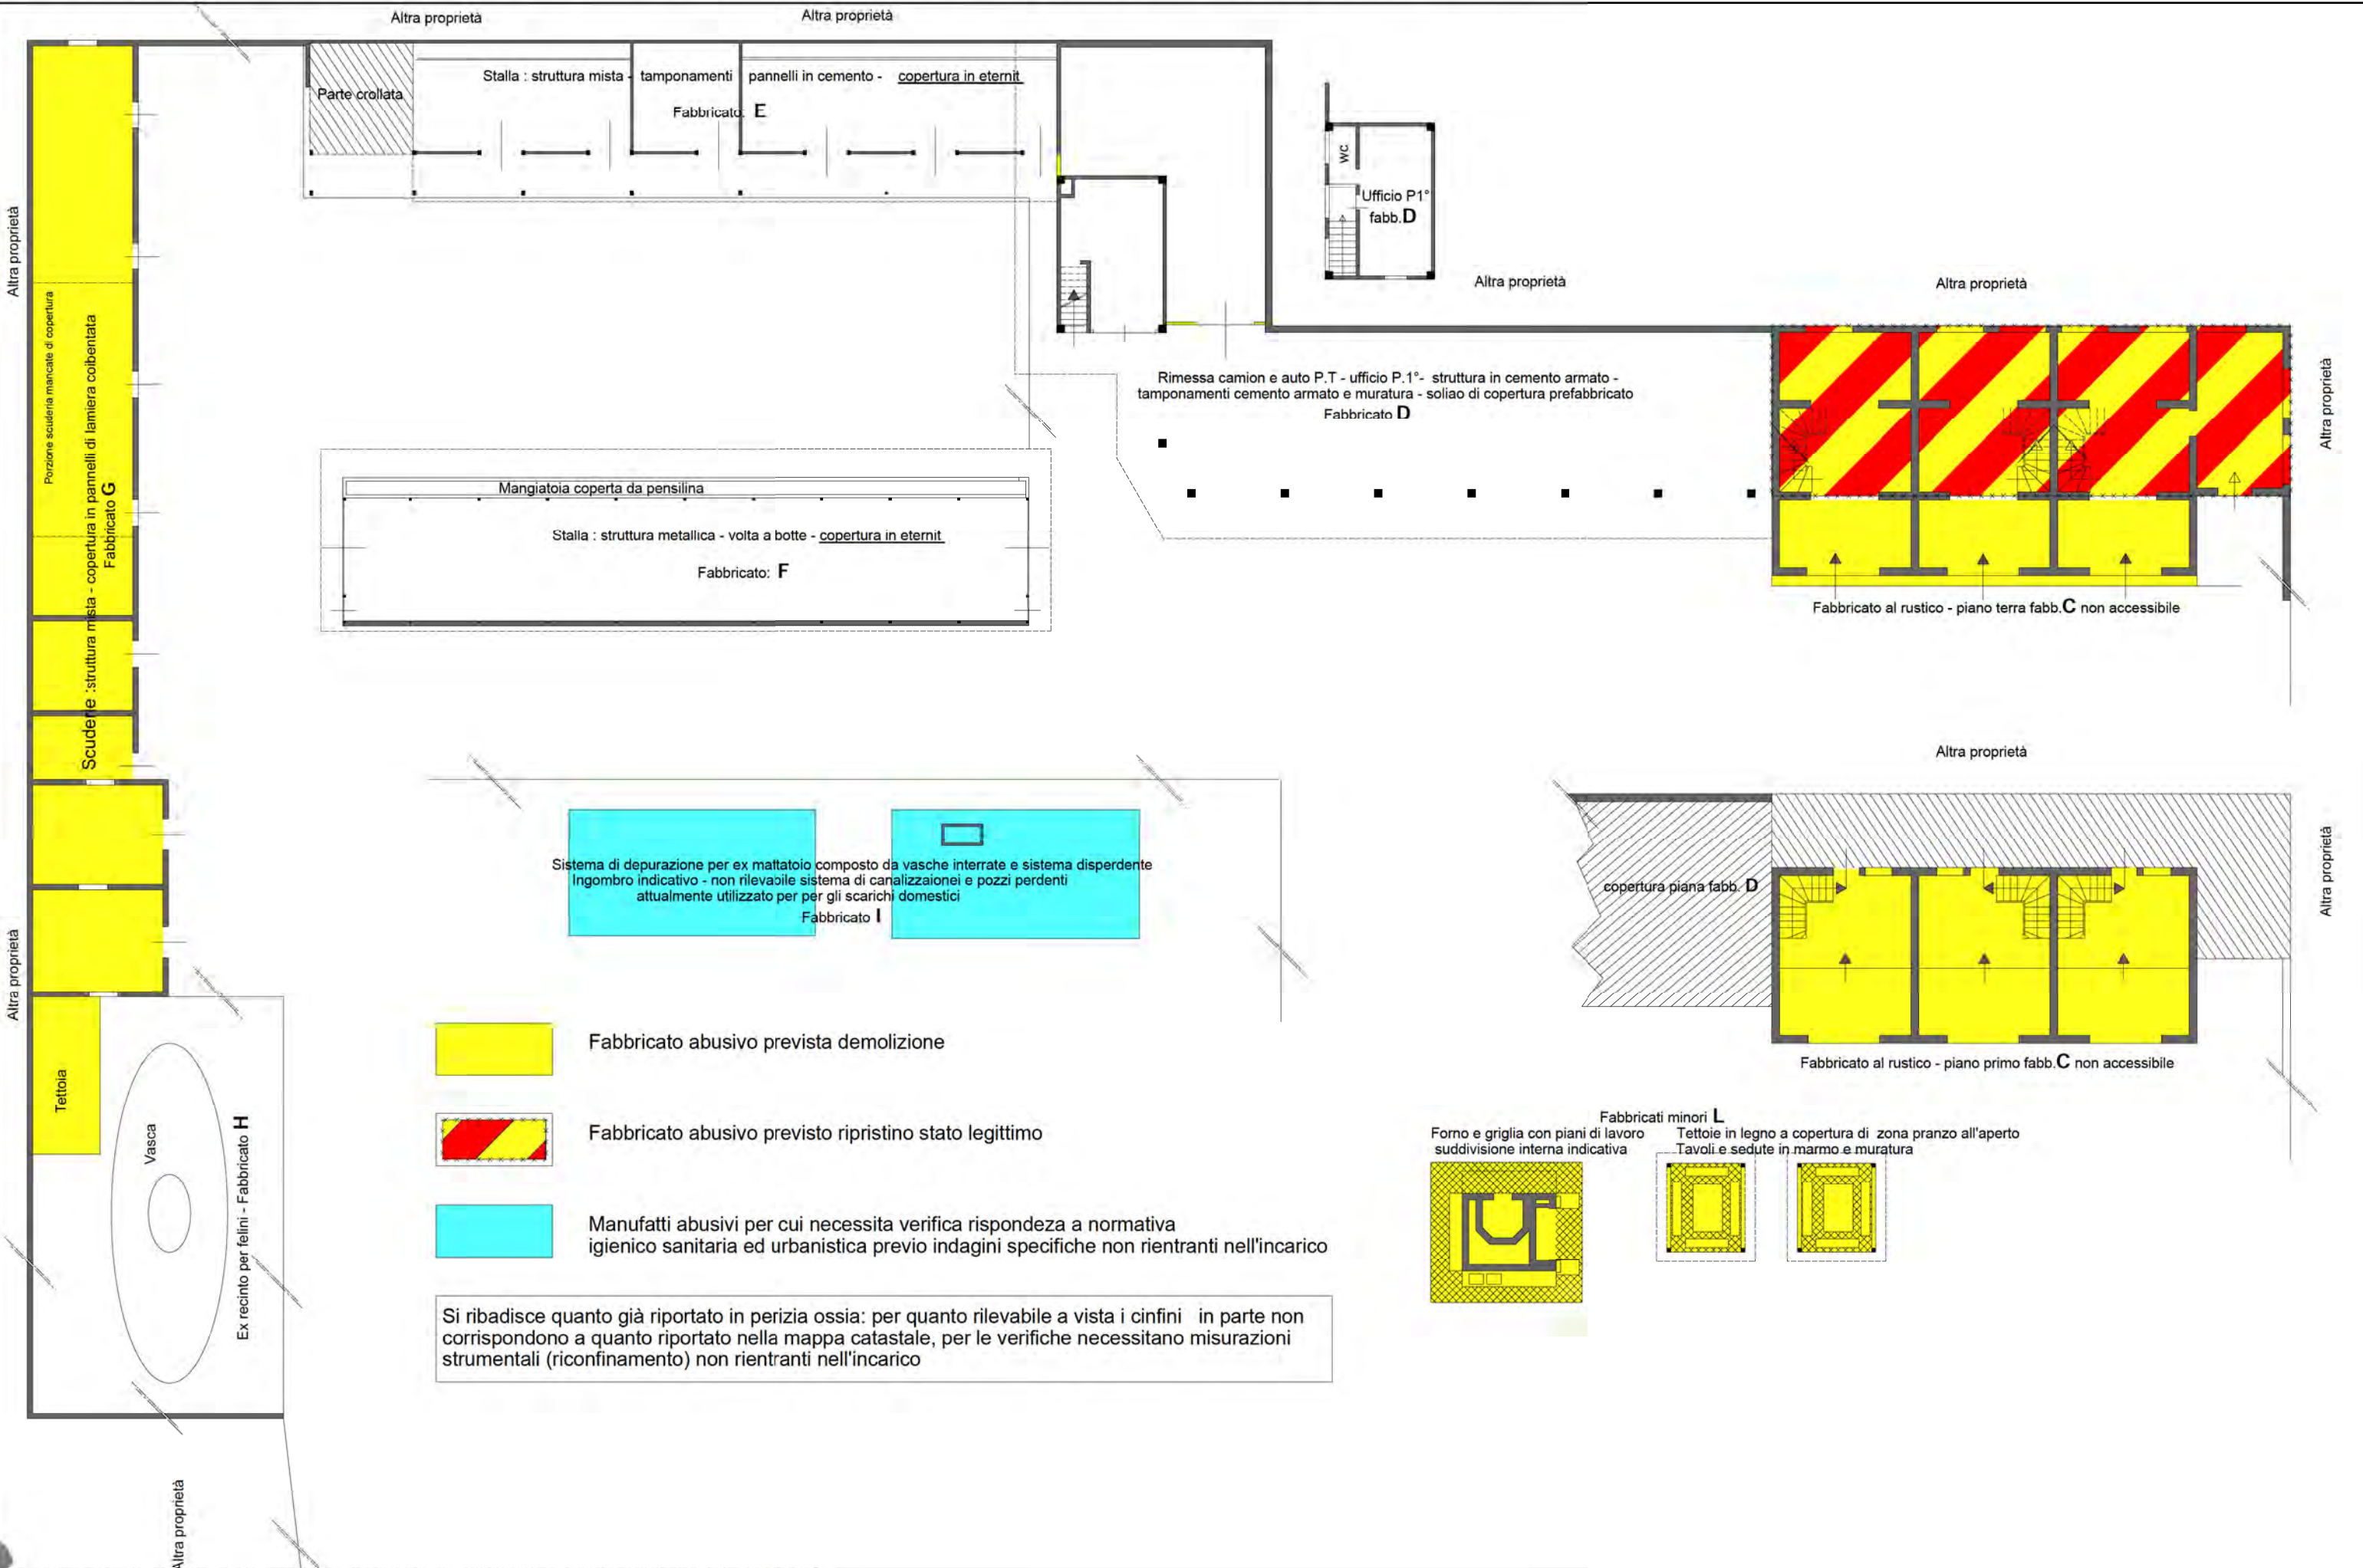 Altra proprietà
Altra proprietà
Stalla : struttura mista - tamponamenti pannelli in cemento - copertura in eternit
Parte crollata
Fabbricato: E
wc
Ufficio P1°
fabb.D
Altra proprietà
Altra proprietà
Altra proprietà
Altra proprietà
Porzione scuderia mancate di copertura
Scuderie :struttura mista - copertura in pannelli di lamiera coibentata
Fabbricato G
Rimessa camion e auto P.T - ufficio P.1°- struttura in cemento armato -
tamponamenti cemento armato e muratura - soliao di copertura prefabbricato
Fabbricato D
Mangiatoia coperta da pensilina
Stalla : struttura metallica - volta a botte - copertura in eternit
Fabbricato: F
Fabbricato al rustico - piano terra fabb.C non accessibile
Altra proprietà
Altra proprietà
Sistema di depurazione per ex mattatoio composto da vasche interrate e sistema disperdente
Ingombro indicativo - non rilevabile sistema di canalizzaionei e pozzi perdenti
attualmente utilizzato per per gli scarichi domestici
Fabbricato I
copertura piana fabb. D
Fabbricato al rustico - piano primo fabb.C non accessibile
Altra proprietà
Tettoia
Vasca
Ex recinto per felini - Fabbricato H
Fabbricato abusivo prevista demolizione
Fabbricato abusivo previsto ripristino stato legittimo
Manufatti abusivi per cui necessita verifica rispondeza a normativa
igienico sanitaria ed urbanistica previo indagini specifiche non rientranti nell'incarico
Fabbricati minori L
Forno e griglia con piani di lavoro
suddivisione interna indicativa
Tettoie in legno a copertura di zona pranzo all'aperto
Tavoli e sedute in marmo e muratura
Si ribadisce quanto già riportato in perizia ossia: per quanto rilevabile a vista i cinfini in parte non
corrispondono a quanto riportato nella mappa catastale, per le verifiche necessitano misurazioni
strumentali (riconfinamento) non rientranti nell'incarico
Altra proprietà